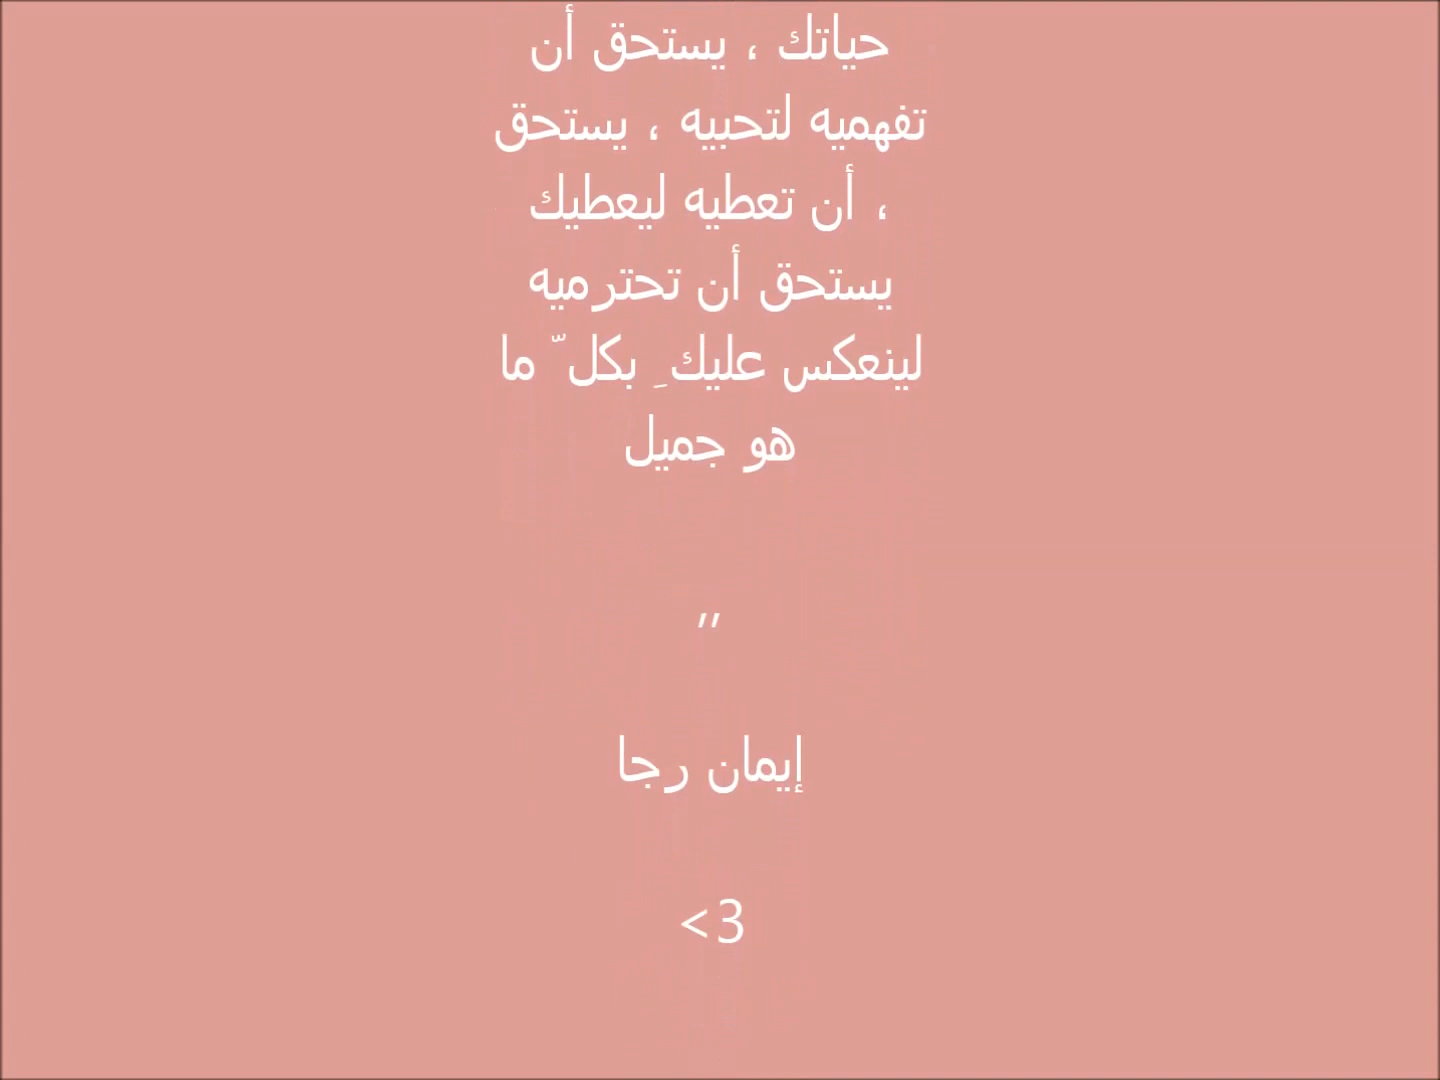 حياتك ، يستحق أن
تفهميه لتحبيه ، يستحق
أن تعطيه ليعطيك ،
يستحق أن تحترميه
لينعكس عليكِ بكلّ ما
هو جميل
"
إيمان رجا
<3